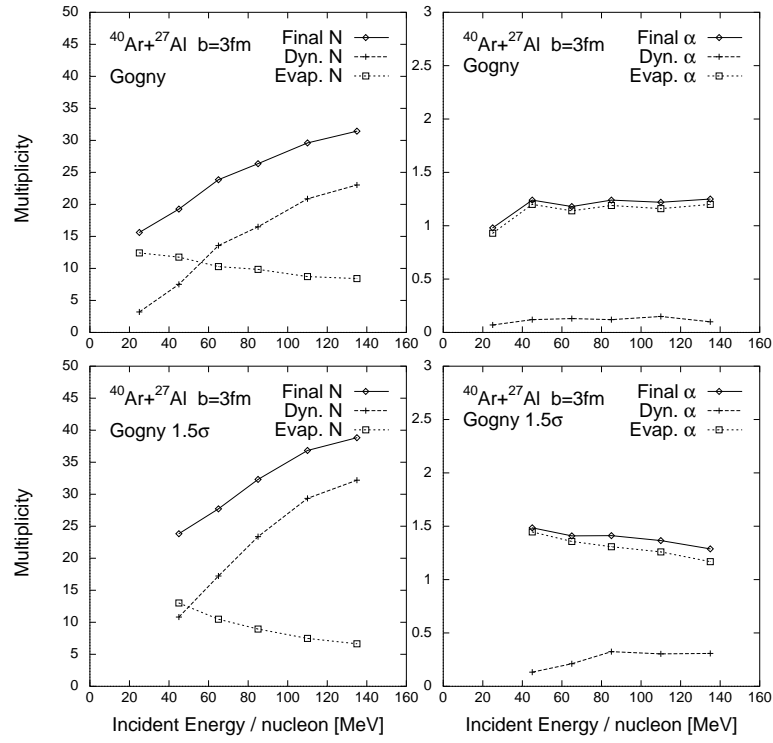 50
45
40
35
30
25
20
15
10
5
0
0 20 40 60 80 100 120 140 160
Multiplicity
⁴⁰Ar+²⁷Al b=3fm
Gogny
Final N
Dyn. N
Evap. N
3
2.5
2
1.5
1
0.5
0
0 20 40 60 80 100 120 140 160
⁴⁰Ar+²⁷Al b=3fm
Gogny
Final α
Dyn. α
Evap. α
50
45
40
35
30
25
20
15
10
5
0
0 20 40 60 80 100 120 140 160
Multiplicity
Incident Energy / nucleon [MeV]
⁴⁰Ar+²⁷Al b=3fm
Gogny 1.5σ
Final N
Dyn. N
Evap. N
3
2.5
2
1.5
1
0.5
0
0 20 40 60 80 100 120 140 160
Incident Energy / nucleon [MeV]
⁴⁰Ar+²⁷Al b=3fm
Gogny 1.5σ
Final α
Dyn. α
Evap. α